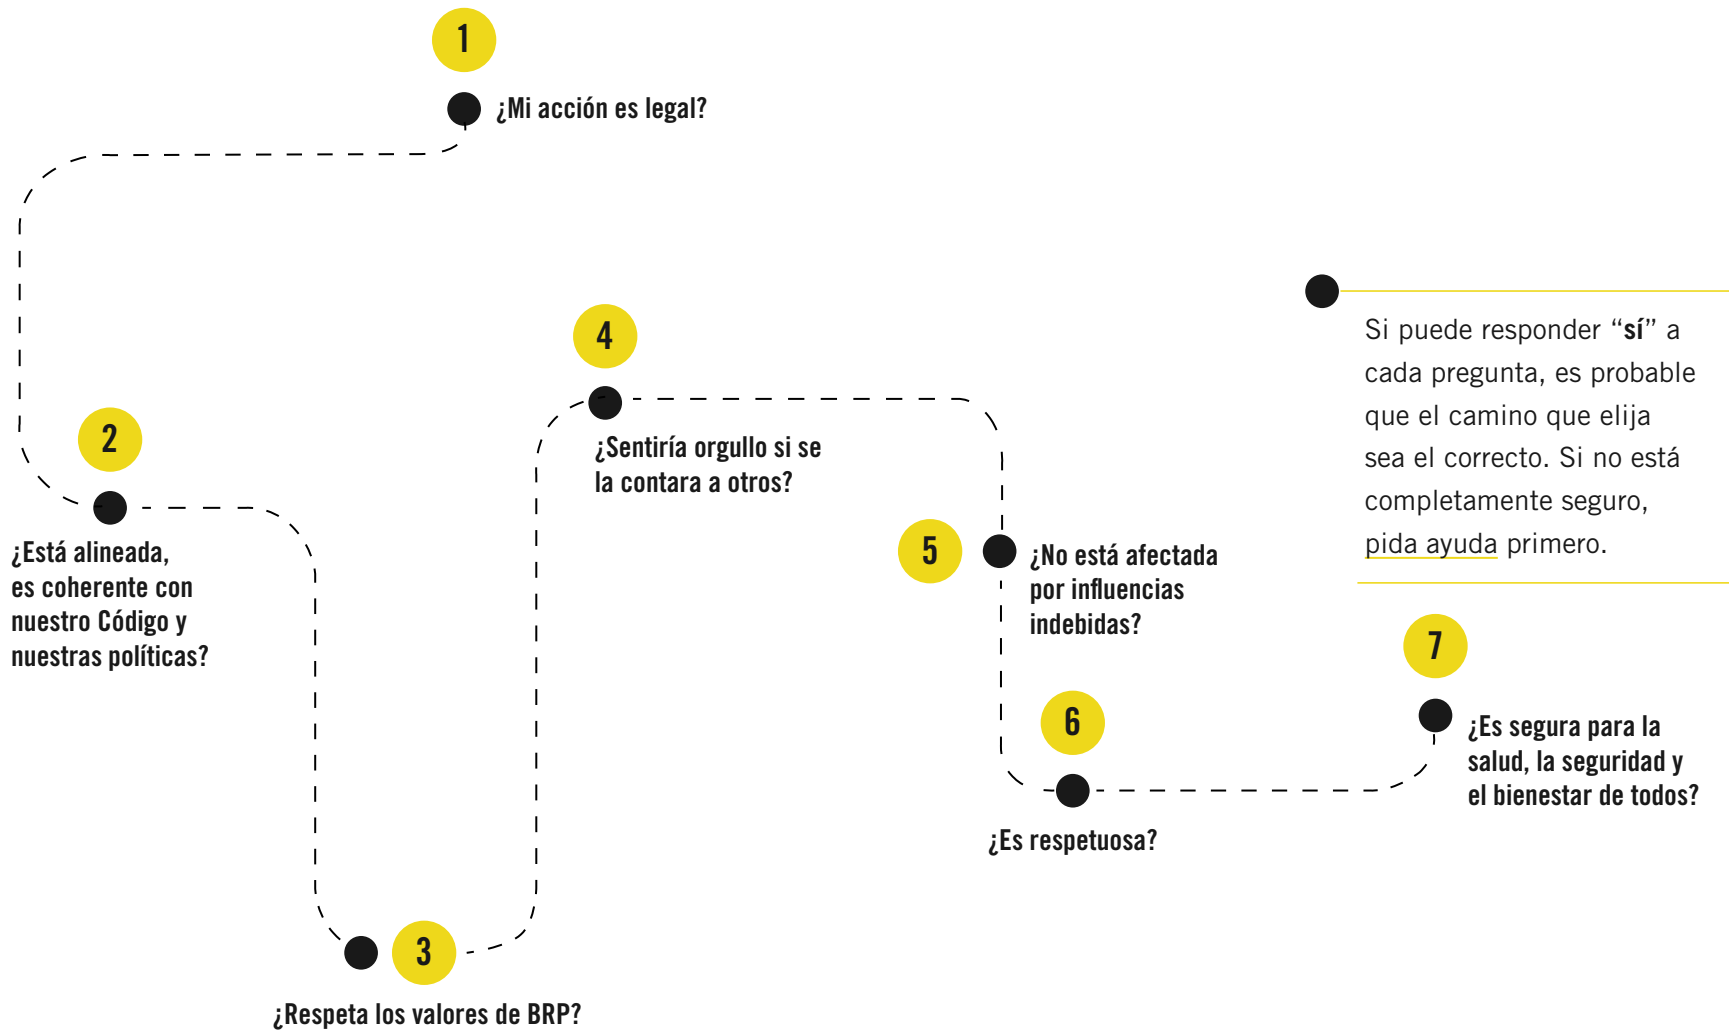 1
¿Mi acción es legal?
2
¿Está alineada,
es coherente con
nuestro Código y
nuestras políticas?
3
¿Respeta los valores de BRP?
4
¿Sentiría orgullo si se
la contara a otros?
5
¿No está afectada
por influencias
indebidas?
6
¿Es respetuosa?
7
¿Es segura para la
salud, la seguridad y
el bienestar de todos?
Si puede responder “sí” a
cada pregunta, es probable
que el camino que elija
sea el correcto. Si no está
completamente seguro,
pida ayuda primero.